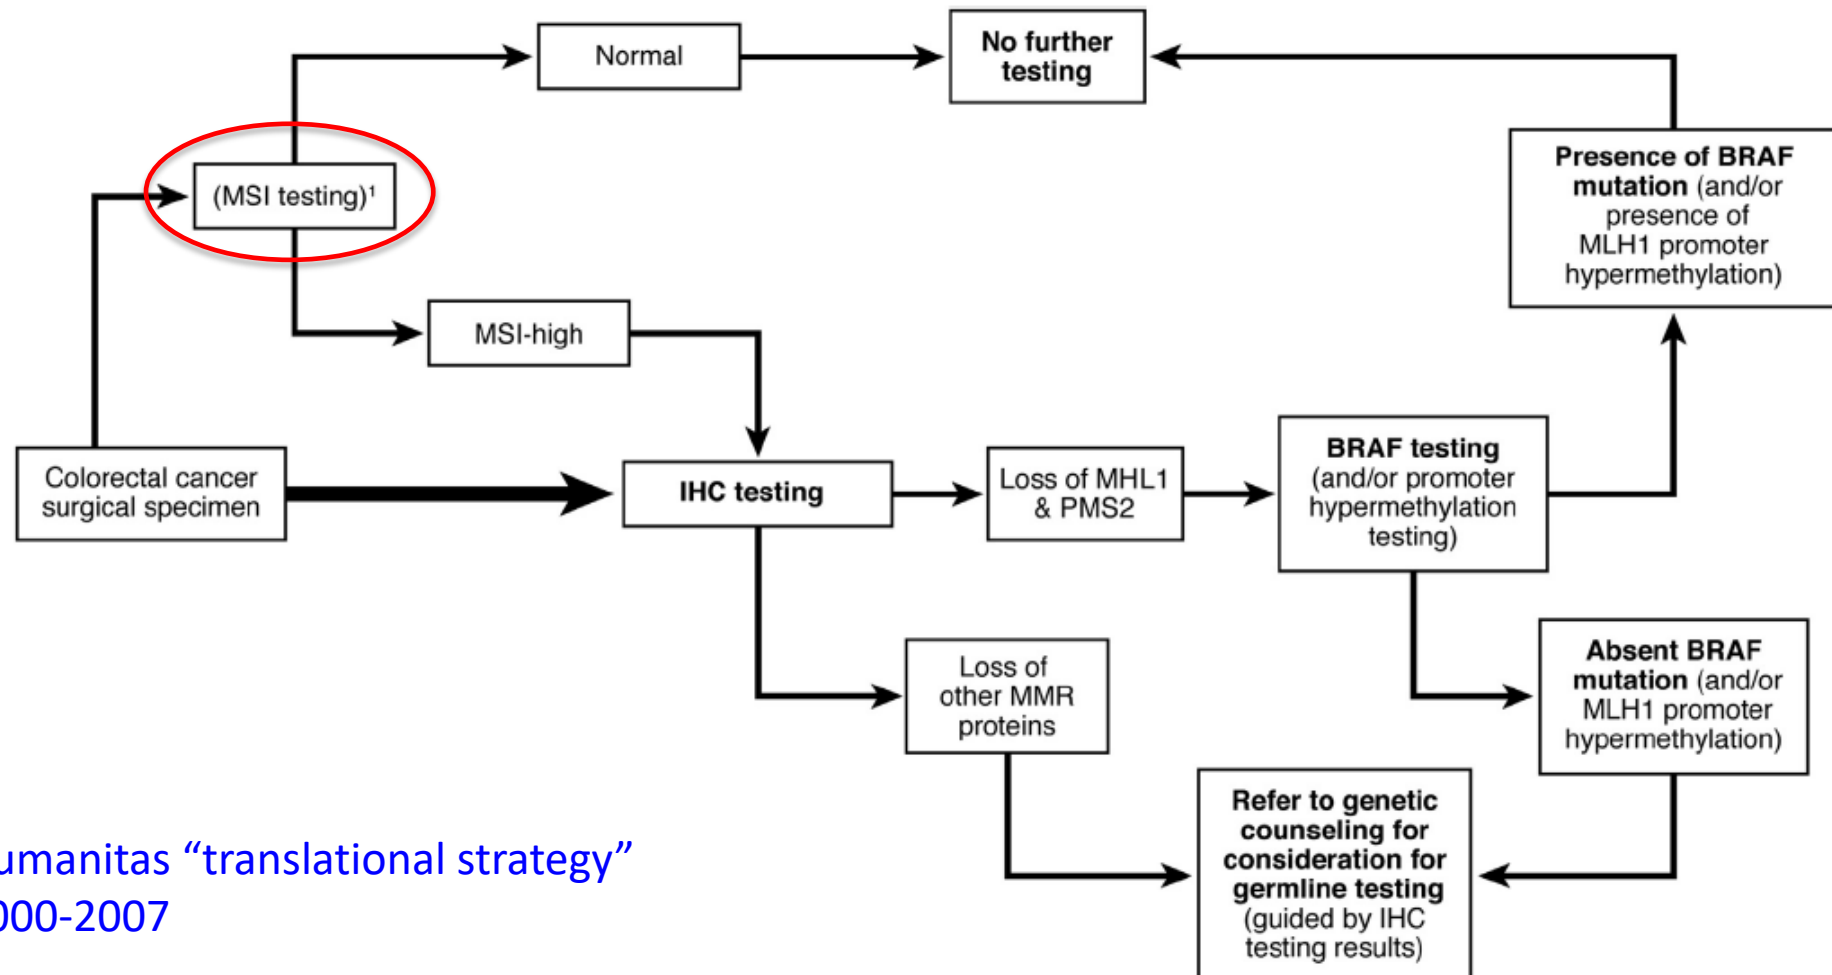 Normal
No further
testing
(MSI testing)¹
Presence of BRAF
mutation (and/or
presence of
MLH1 promoter
hypermethylation)
MSI-high
Colorectal cancer
surgical specimen
IHC testing
Loss of MHL1
& PMS2
BRAF testing
(and/or promoter
hypermethylation
testing)
Loss of
other MMR
proteins
Absent BRAF
mutation (and/or
MLH1 promoter
hypermethylation)
Refer to genetic
counseling for
consideration for
germline testing
(guided by IHC
testing results)
umanitas “translational strategy”
000-2007